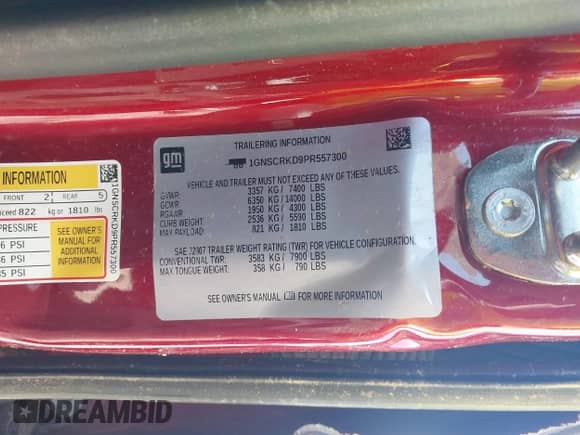 INFORMATION
FRONT 2 REAR 5
822 kg or 1810 lbs
PRESSURE
SEE OWNER'S
MANUAL FOR
ADDITIONAL
INFORMATION
PSI
PSI
PSI
1GNSCRKD9PR557300
gm
TRAILERING INFORMATION
1GNSCRKD9PR557300
VEHICLE AND TRAILER MUST NOT EXCEED ANY OF THESE VALUES.
GVWR: 3357 KG / 7400 LBS
GCWR: 6350 KG / 14000 LBS
RGAWR: 1950 KG / 4300 LBS
CURB WEIGHT: 2536 KG / 5590 LBS
MAX PAYLOAD: 821 KG / 1810 LBS
SAE J2807 TRAILER WEIGHT RATING (TWR) FOR VEHICLE CONFIGURATION.
CONVENTIONAL TWR: 3583 KG / 7900 LBS
MAX TONGUE WEIGHT: 358 KG / 790 LBS
SEE OWNER'S MANUAL FOR MORE INFORMATION
DREAMBID